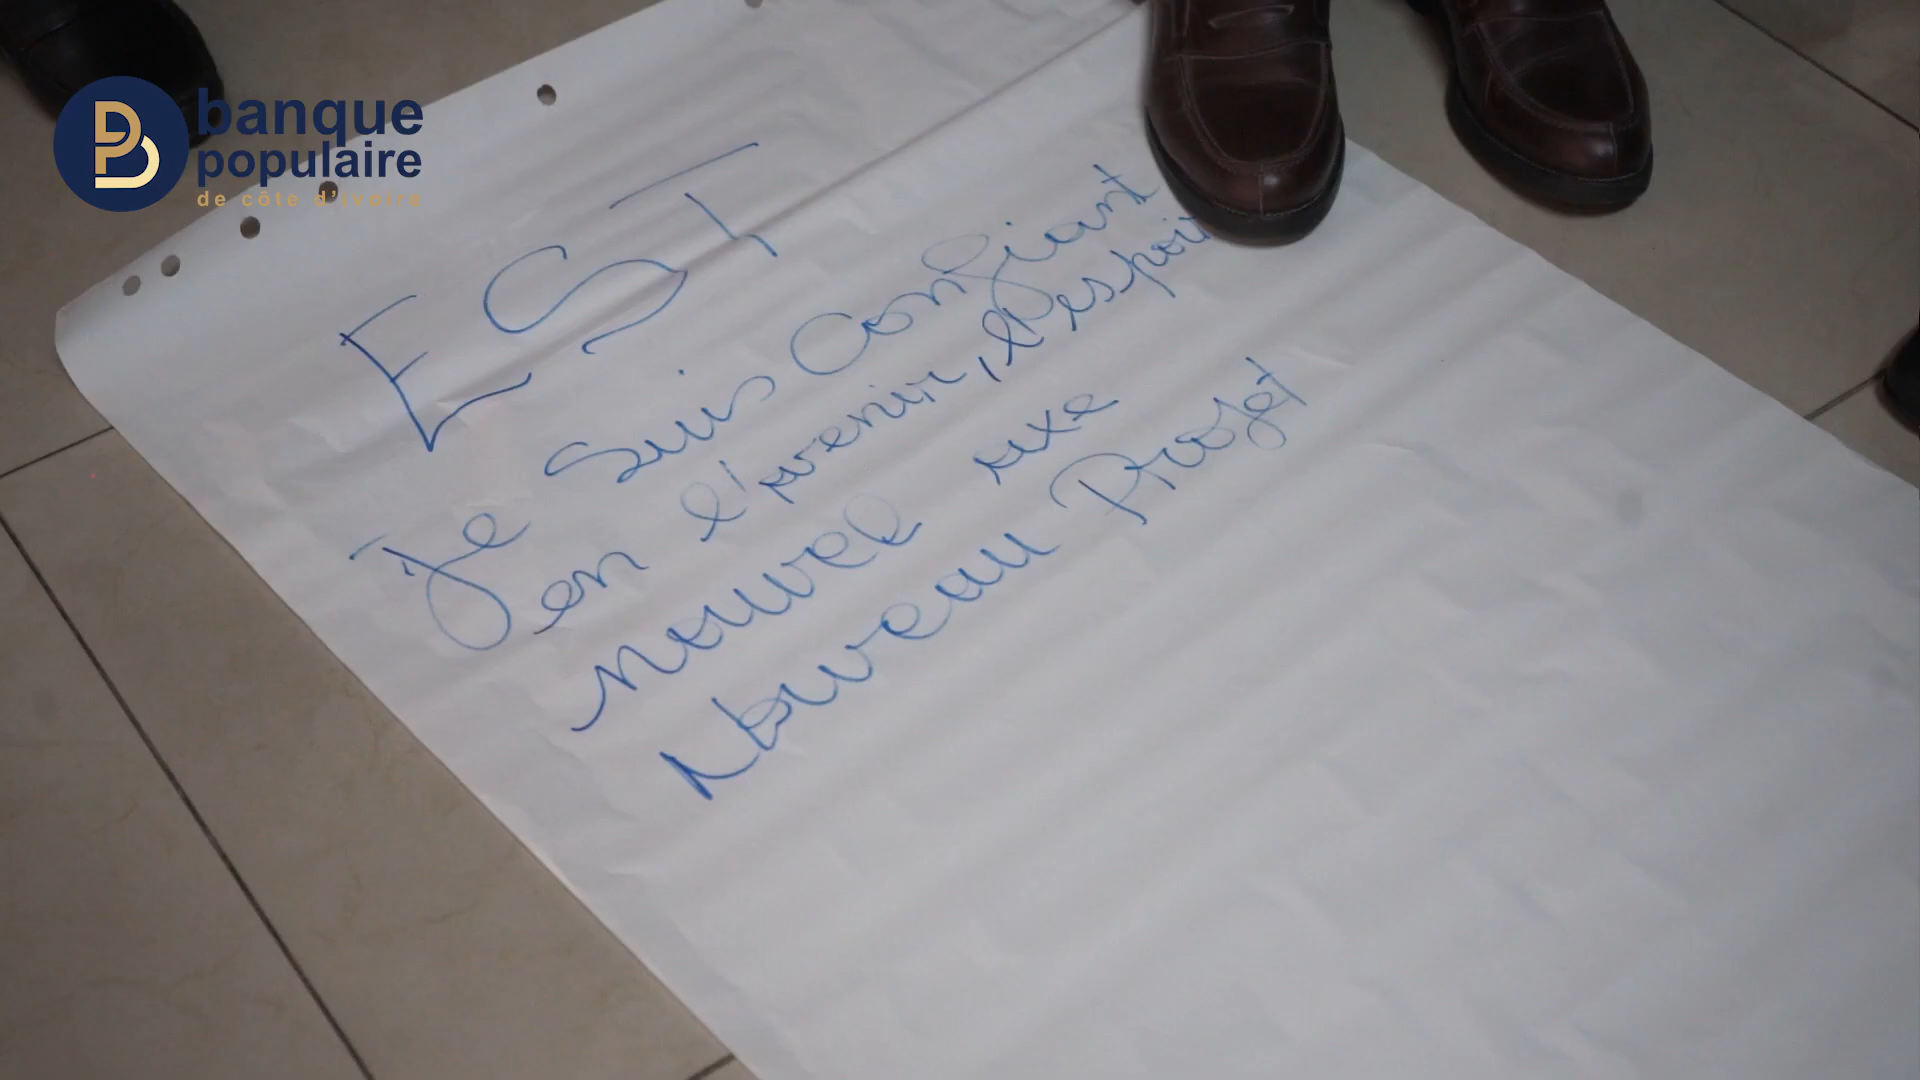 banque
populaire
de côte d'ivoire
EST
Je suis confiant
en l'avenir, l'espoir
nouvel axe
Nouveau Projet